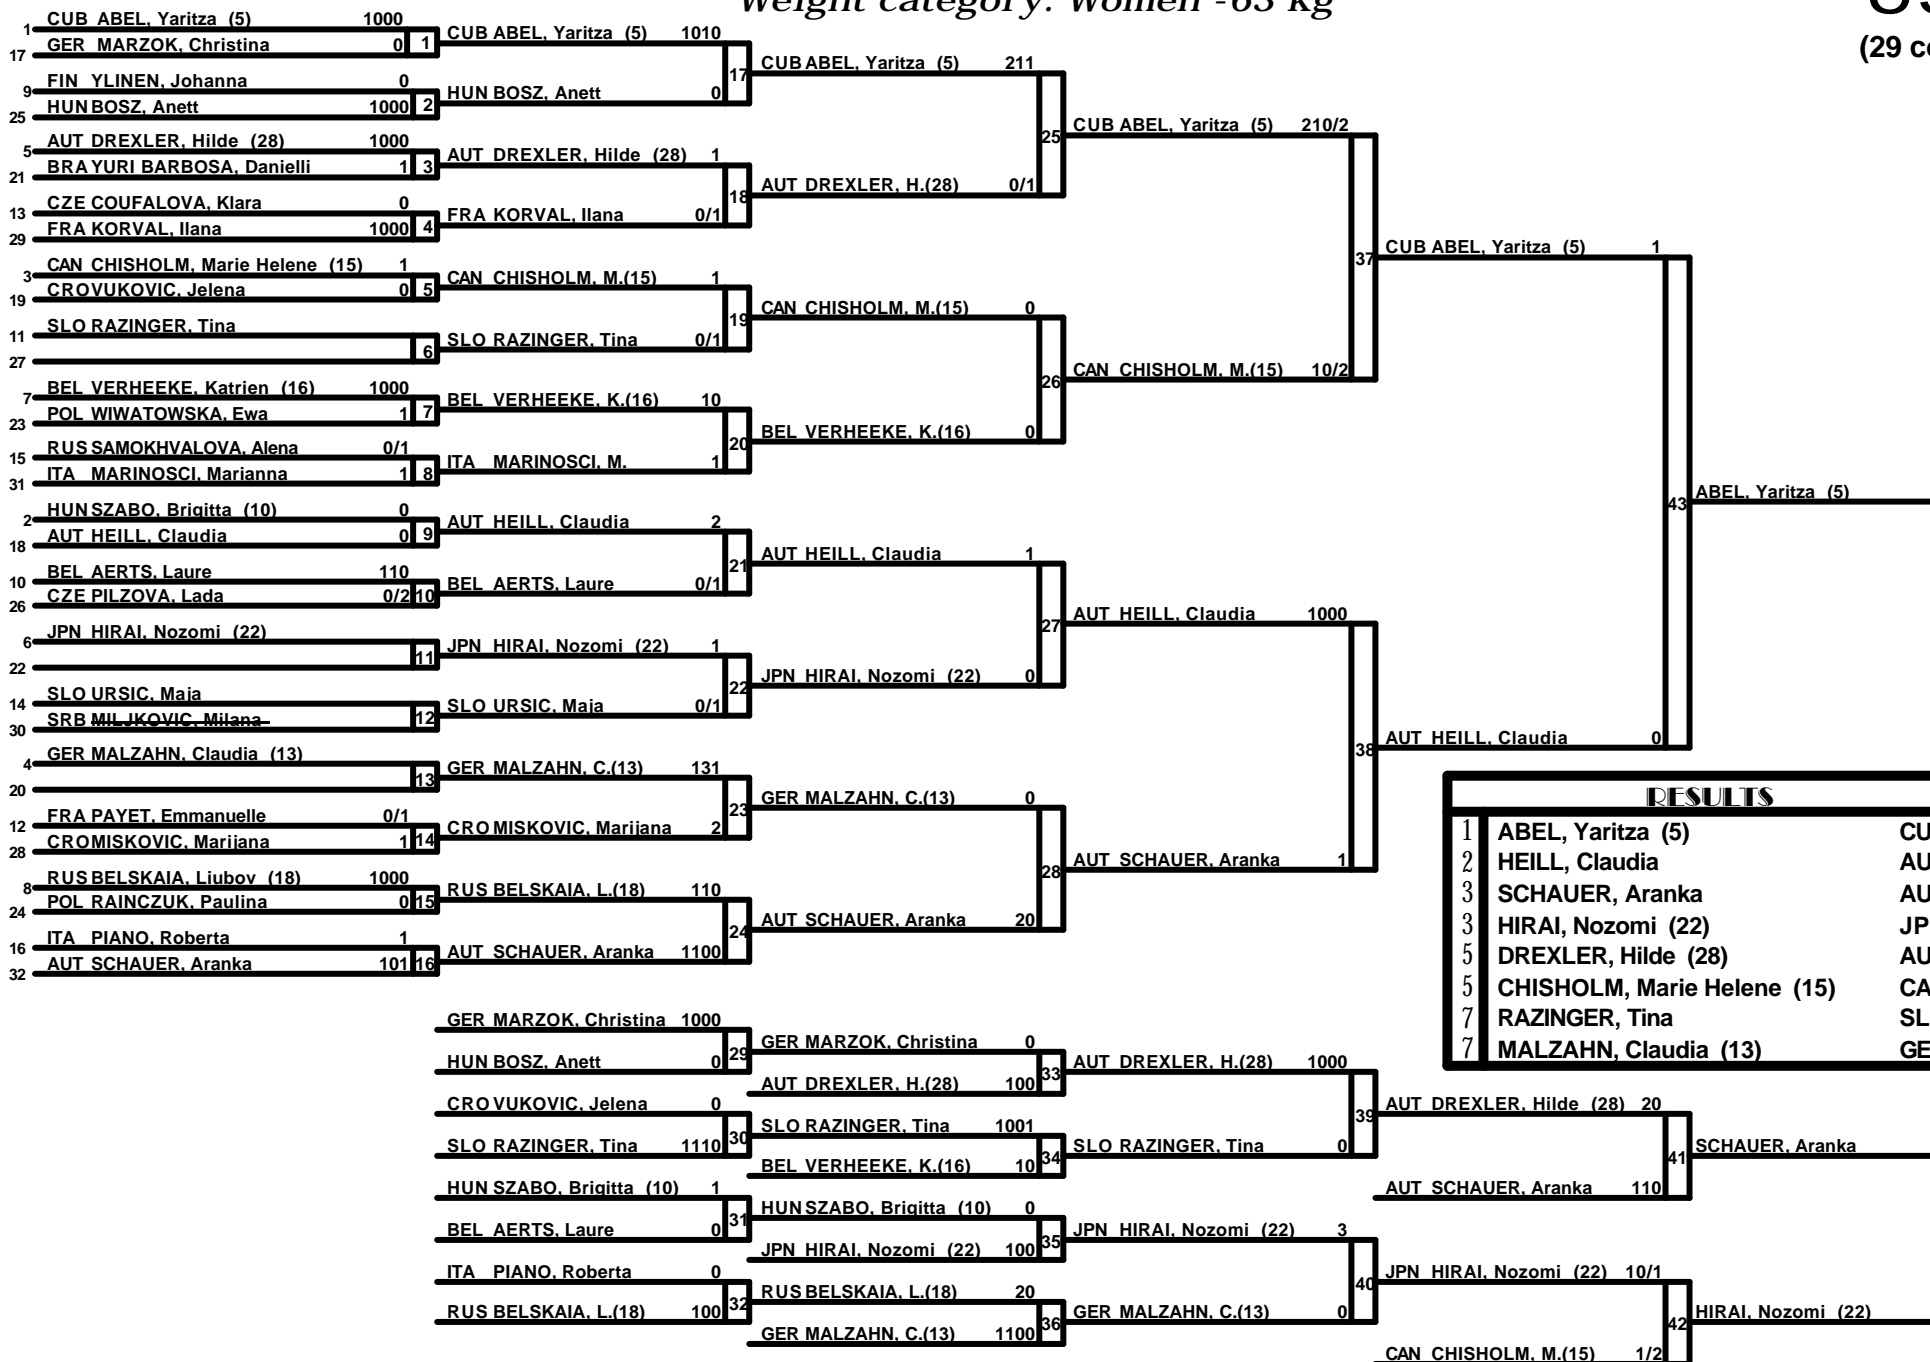 Weight category: Women -63 kg
(29 co
1 CUB ABEL, Yaritza (5) 1000
17 GER MARZOK, Christina 0 1
9 FIN YLINEN, Johanna 0
25 HUN BOSZ, Anett 1000 2
5 AUT DREXLER, Hilde (28) 1000
21 BRA YURI BARBOSA, Danielli 1 3
13 CZE COUFALOVA, Klara 0
29 FRA KORVAL, Ilana 1000 4
3 CAN CHISHOLM, Marie Helene (15) 1
19 CRO VUKOVIC, Jelena 0 5
11 SLO RAZINGER, Tina
27 6
7 BEL VERHEEKE, Katrien (16) 1000
23 POL WIWATOWSKA, Ewa 1 7
15 RUS SAMOKHVALOVA, Alena 0/1
31 ITA MARINOSCI, Marianna 1 8
2 HUN SZABO, Brigitta (10) 0
18 AUT HEILL, Claudia 0 9
10 BEL AERTS, Laure 110
26 CZE PILZOVA, Lada 0/2 10
6 JPN HIRAI, Nozomi (22)
22 11
14 SLO URSIC, Maja
30 SRB MILJKOVIC, Milana 12
4 GER MALZAHN, Claudia (13)
20 13
12 FRA PAYET, Emmanuelle 0/1
28 CRO MISKOVIC, Marijana 1 14
8 RUS BELSKAIA, Liubov (18) 1000
24 POL RAINCZUK, Paulina 0 15
16 ITA PIANO, Roberta 1
32 AUT SCHAUER, Aranka 101 16
CUB ABEL, Yaritza (5) 1010
17
HUN BOSZ, Anett 0
AUT DREXLER, Hilde (28) 1
18
FRA KORVAL, Ilana 0/1
CAN CHISHOLM, M.(15) 1
19
SLO RAZINGER, Tina 0/1
BEL VERHEEKE, K.(16) 10
20
ITA MARINOSCI, M. 1
AUT HEILL, Claudia 2
21
BEL AERTS, Laure 0/1
JPN HIRAI, Nozomi (22) 1
22
SLO URSIC, Maja 0/1
GER MALZAHN, C.(13) 131
23
CRO MISKOVIC, Marijana 2
RUS BELSKAIA, L.(18) 110
24
AUT SCHAUER, Aranka 1100
CUB ABEL, Yaritza (5) 211
25
AUT DREXLER, H.(28) 0/1
CAN CHISHOLM, M.(15) 0
26
BEL VERHEEKE, K.(16) 0
AUT HEILL, Claudia 1
27
JPN HIRAI, Nozomi (22) 0
GER MALZAHN, C.(13) 0
28
AUT SCHAUER, Aranka 20
CUB ABEL, Yaritza (5) 210/2
37
CAN CHISHOLM, M.(15) 10/2
AUT HEILL, Claudia 1000
38
AUT SCHAUER, Aranka 1
CUB ABEL, Yaritza (5) 1
43
AUT HEILL, Claudia 0
ABEL, Yaritza (5)
RESULTS
1 ABEL, Yaritza (5) CU
2 HEILL, Claudia AU
3 SCHAUER, Aranka AU
3 HIRAI, Nozomi (22) JP
5 DREXLER, Hilde (28) AU
5 CHISHOLM, Marie Helene (15) CA
7 RAZINGER, Tina SL
7 MALZAHN, Claudia (13) GE
GER MARZOK, Christina 1000
29
HUN BOSZ, Anett 0
CRO VUKOVIC, Jelena 0
30
SLO RAZINGER, Tina 1110
HUN SZABO, Brigitta (10) 1
31
BEL AERTS, Laure 0
ITA PIANO, Roberta 0
32
RUS BELSKAIA, L.(18) 100
GER MARZOK, Christina 0
33
AUT DREXLER, H.(28) 100
SLO RAZINGER, Tina 1001
34
BEL VERHEEKE, K.(16) 10
HUN SZABO, Brigitta (10) 0
35
JPN HIRAI, Nozomi (22) 100
RUS BELSKAIA, L.(18) 20
36
GER MALZAHN, C.(13) 1100
AUT DREXLER, H.(28) 1000
39
SLO RAZINGER, Tina 0
JPN HIRAI, Nozomi (22) 3
40
GER MALZAHN, C.(13) 0
AUT DREXLER, Hilde (28) 20
41
AUT SCHAUER, Aranka 110
JPN HIRAI, Nozomi (22) 10/1
42
CAN CHISHOLM, M.(15) 1/2
SCHAUER, Aranka
HIRAI, Nozomi (22)